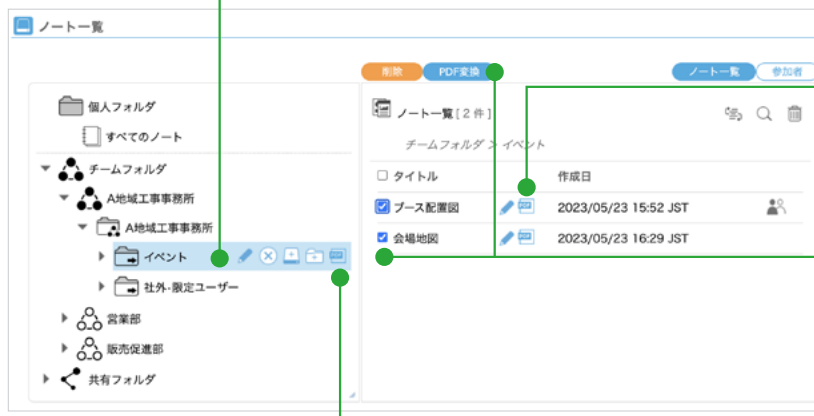 ノート一覧
削除
PDF変換
ノート一覧
参加者
個人フォルダ
すべてのノート
チームフォルダ
A地域工事事務所
A地域工事事務所
イベント
社外・限定ユーザー
営業部
販売促進部
共有フォルダ
ノート一覧 [ 2 件 ]
チームフォルダ > イベント
タイトル 作成日
ブース配置図 2023/05/23 15:52 JST
会場地図 2023/05/23 16:29 JST